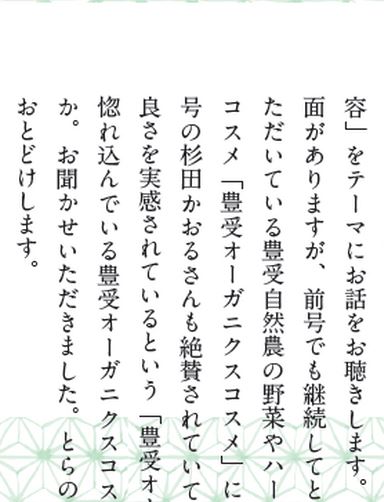 容」をテーマにお話をお聴きします。
面がありますが、前号でも継続してと
ただいている豊受自然農の野菜やハー
コスメ「豊受オーガニクスコスメ」に
号の杉田かおるさんも絶賛されていて
良さを実感されているという「豊受オ
惚れ込んでいる豊受オーガニクスコス
か。お聞かせいただきました。とらの
おとどけします。